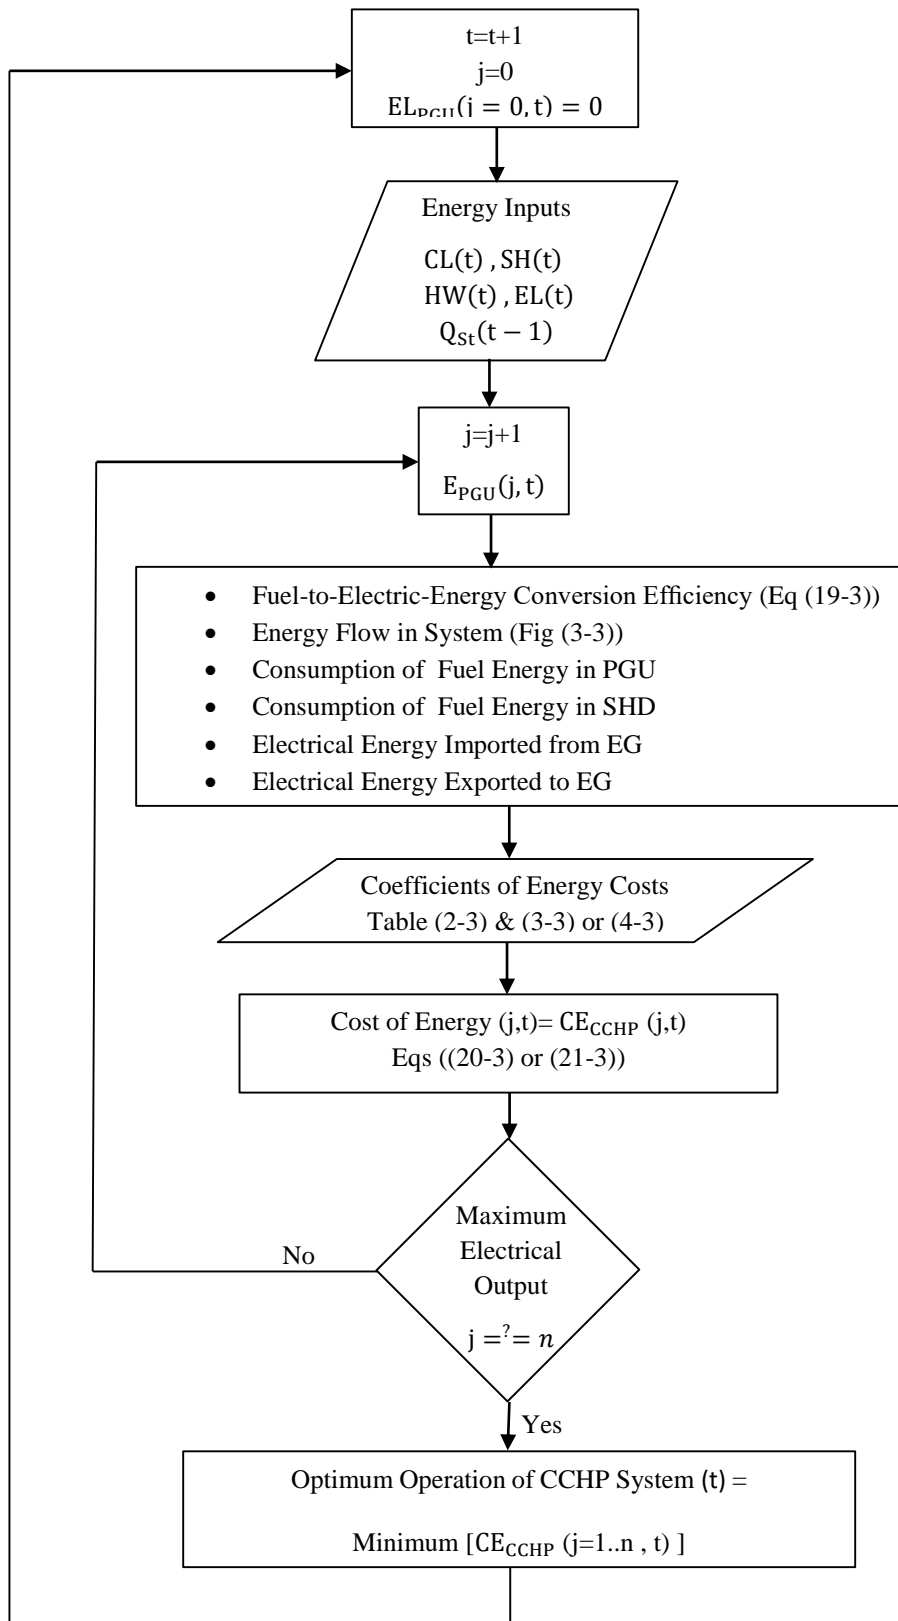 t=t+1
j=0
EL_PGU(j = 0, t) = 0
Energy Inputs
CL(t) , SH(t)
HW(t) , EL(t)
Q_St(t − 1)
j=j+1
E_PGU(j, t)
• Fuel-to-Electric-Energy Conversion Efficiency (Eq (19-3))
• Energy Flow in System (Fig (3-3))
• Consumption of Fuel Energy in PGU
• Consumption of Fuel Energy in SHD
• Electrical Energy Imported from EG
• Electrical Energy Exported to EG
Coefficients of Energy Costs
Table (2-3) & (3-3) or (4-3)
Cost of Energy (j,t)= CE_CCHP (j,t)
Eqs ((20-3) or (21-3))
Maximum
Electrical
Output
j =?= n
No
Yes
Optimum Operation of CCHP System (t) =
Minimum [CE_CCHP (j=1..n , t) ]